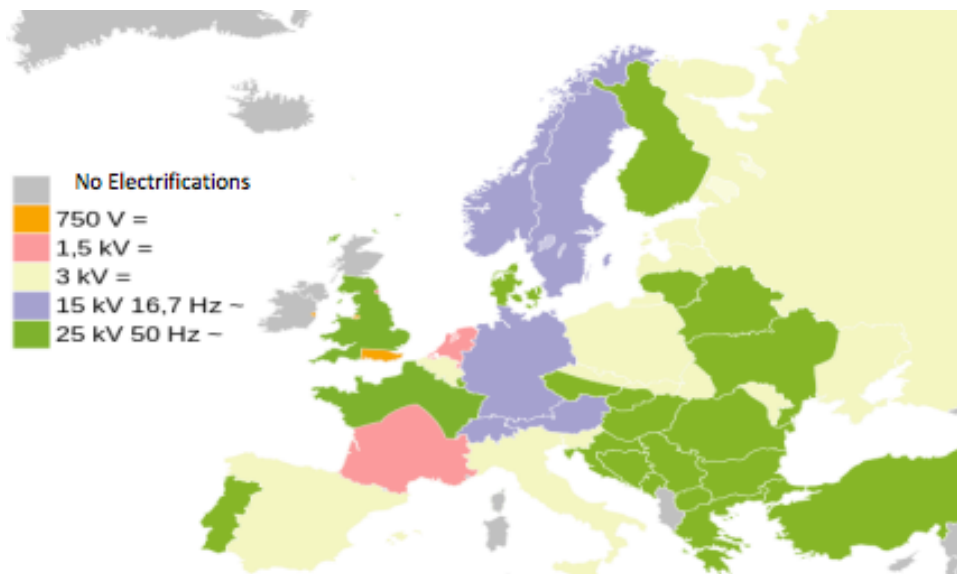 No Electrifications
750 V =
1,5 kV =
3 kV =
15 kV 16,7 Hz ~
25 kV 50 Hz ~